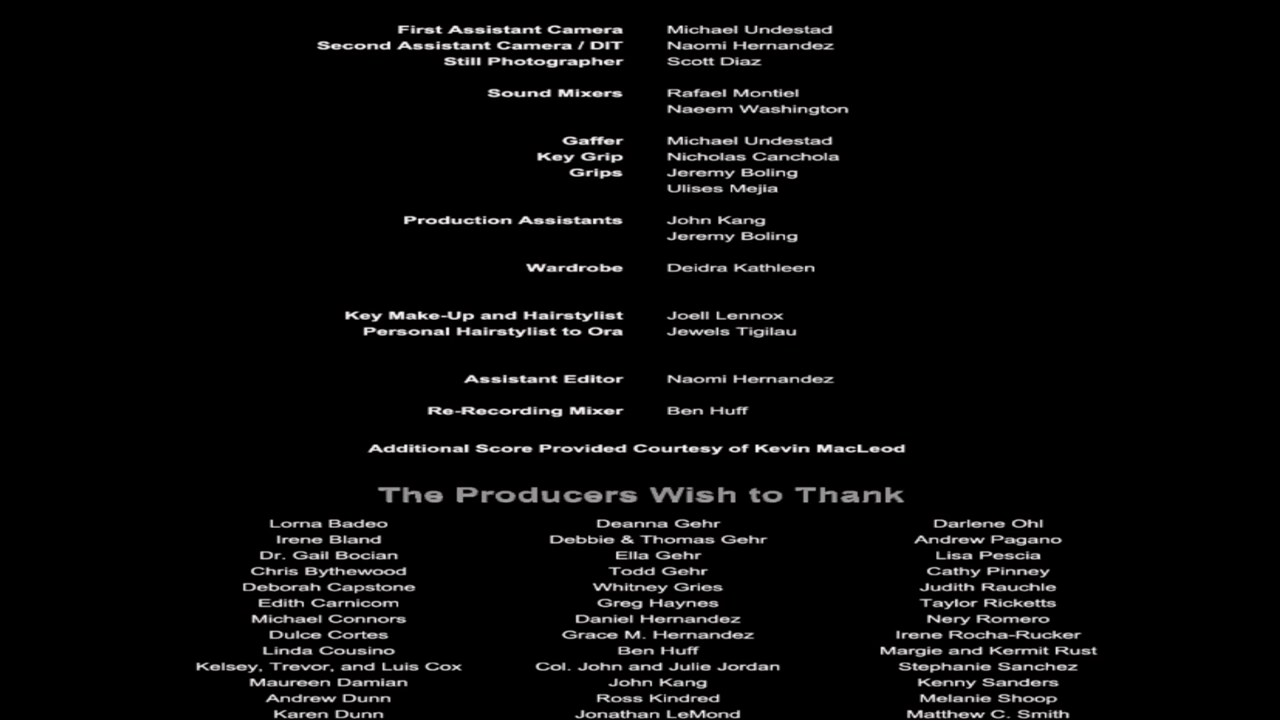 First Assistant Camera Michael Undestad
Second Assistant Camera / DIT Naomi Hernandez
Still Photographer Scott Diaz
Sound Mixers Rafael Montiel
Naeem Washington
Gaffer Michael Undestad
Key Grip Nicholas Canchola
Grips Jeremy Boling
Ulises Mejia
Production Assistants John Kang
Jeremy Boling
Wardrobe Deidra Kathleen
Key Make-Up and Hairstylist Joell Lennox
Personal Hairstylist to Ora Jewels Tigilau
Assistant Editor Naomi Hernandez
Re-Recording Mixer Ben Huff
Additional Score Provided Courtesy of Kevin MacLeod
The Producers Wish to Thank
Lorna Badeo Deanna Gehr Darlene Ohl
Irene Bland Debbie & Thomas Gehr Andrew Pagano
Dr. Gail Bocian Ella Gehr Lisa Pescia
Chris Bythewood Todd Gehr Cathy Pinney
Deborah Capstone Whitney Gries Judith Rauchle
Edith Carnicom Greg Haynes Taylor Ricketts
Michael Connors Daniel Hernandez Nery Romero
Dulce Cortes Grace M. Hernandez Irene Rocha-Rucker
Linda Cousino Ben Huff Margie and Kermit Rust
Kelsey, Trevor, and Luis Cox Col. John and Julie Jordan Stephanie Sanchez
Maureen Damian John Kang Kenny Sanders
Andrew Dunn Ross Kindred Melanie Shoop
Karen Dunn Jonathan LeMond Matthew C. Smith